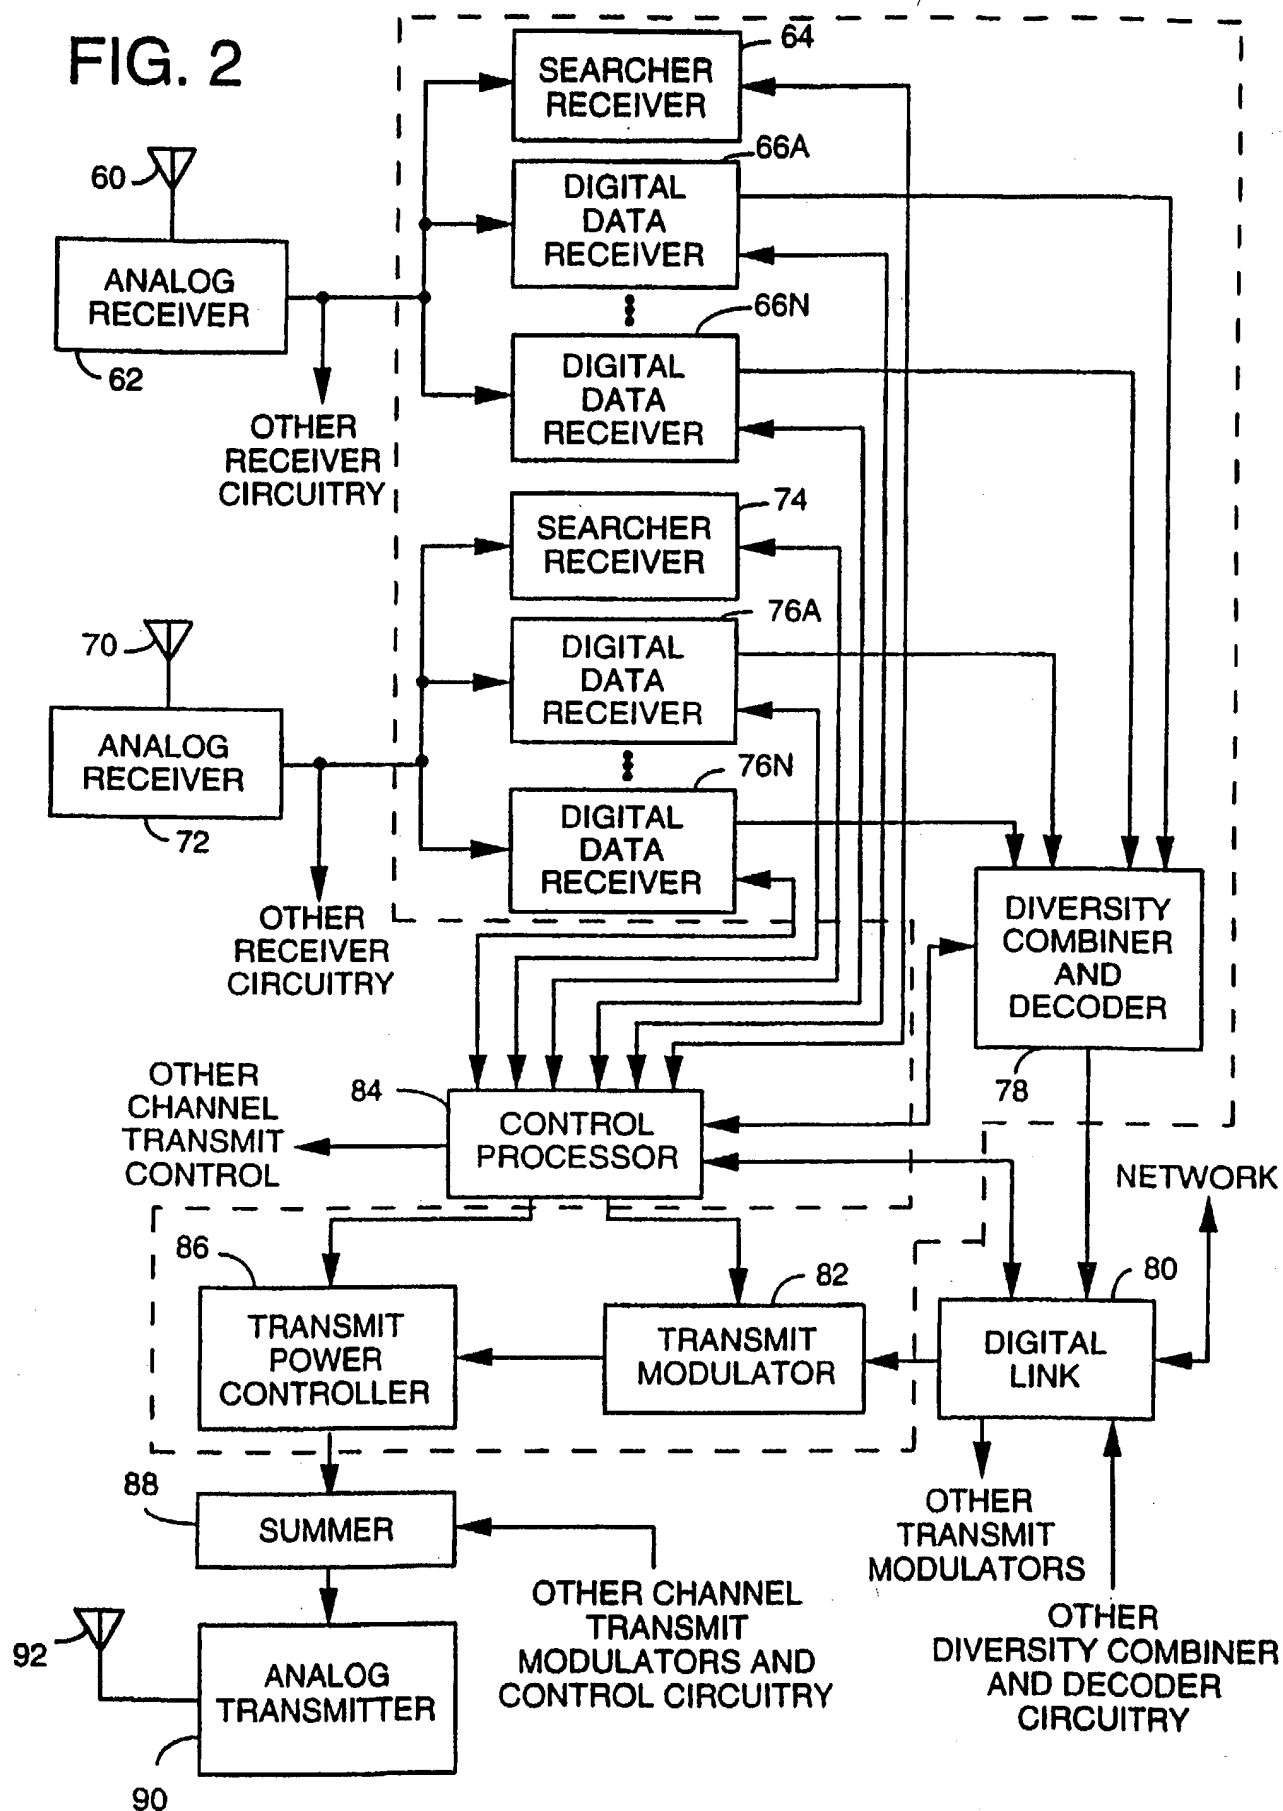 FIG. 2
64
SEARCHER
RECEIVER
66A
60
DIGITAL
DATA
RECEIVER
ANALOG
RECEIVER
66N
62
DIGITAL
DATA
RECEIVER
OTHER
RECEIVER
CIRCUITRY
74
SEARCHER
RECEIVER
76A
70
DIGITAL
DATA
RECEIVER
ANALOG
RECEIVER
76N
72
DIGITAL
DATA
RECEIVER
OTHER
RECEIVER
CIRCUITRY
DIVERSITY
COMBINER
AND
DECODER
78
OTHER
CHANNEL
TRANSMIT
CONTROL
84
CONTROL
PROCESSOR
NETWORK
86
82
80
TRANSMIT
POWER
CONTROLLER
TRANSMIT
MODULATOR
DIGITAL
LINK
88
SUMMER
OTHER
TRANSMIT
MODULATORS
OTHER CHANNEL
TRANSMIT
MODULATORS AND
CONTROL CIRCUITRY
OTHER
DIVERSITY COMBINER
AND DECODER
CIRCUITRY
92
ANALOG
TRANSMITTER
90